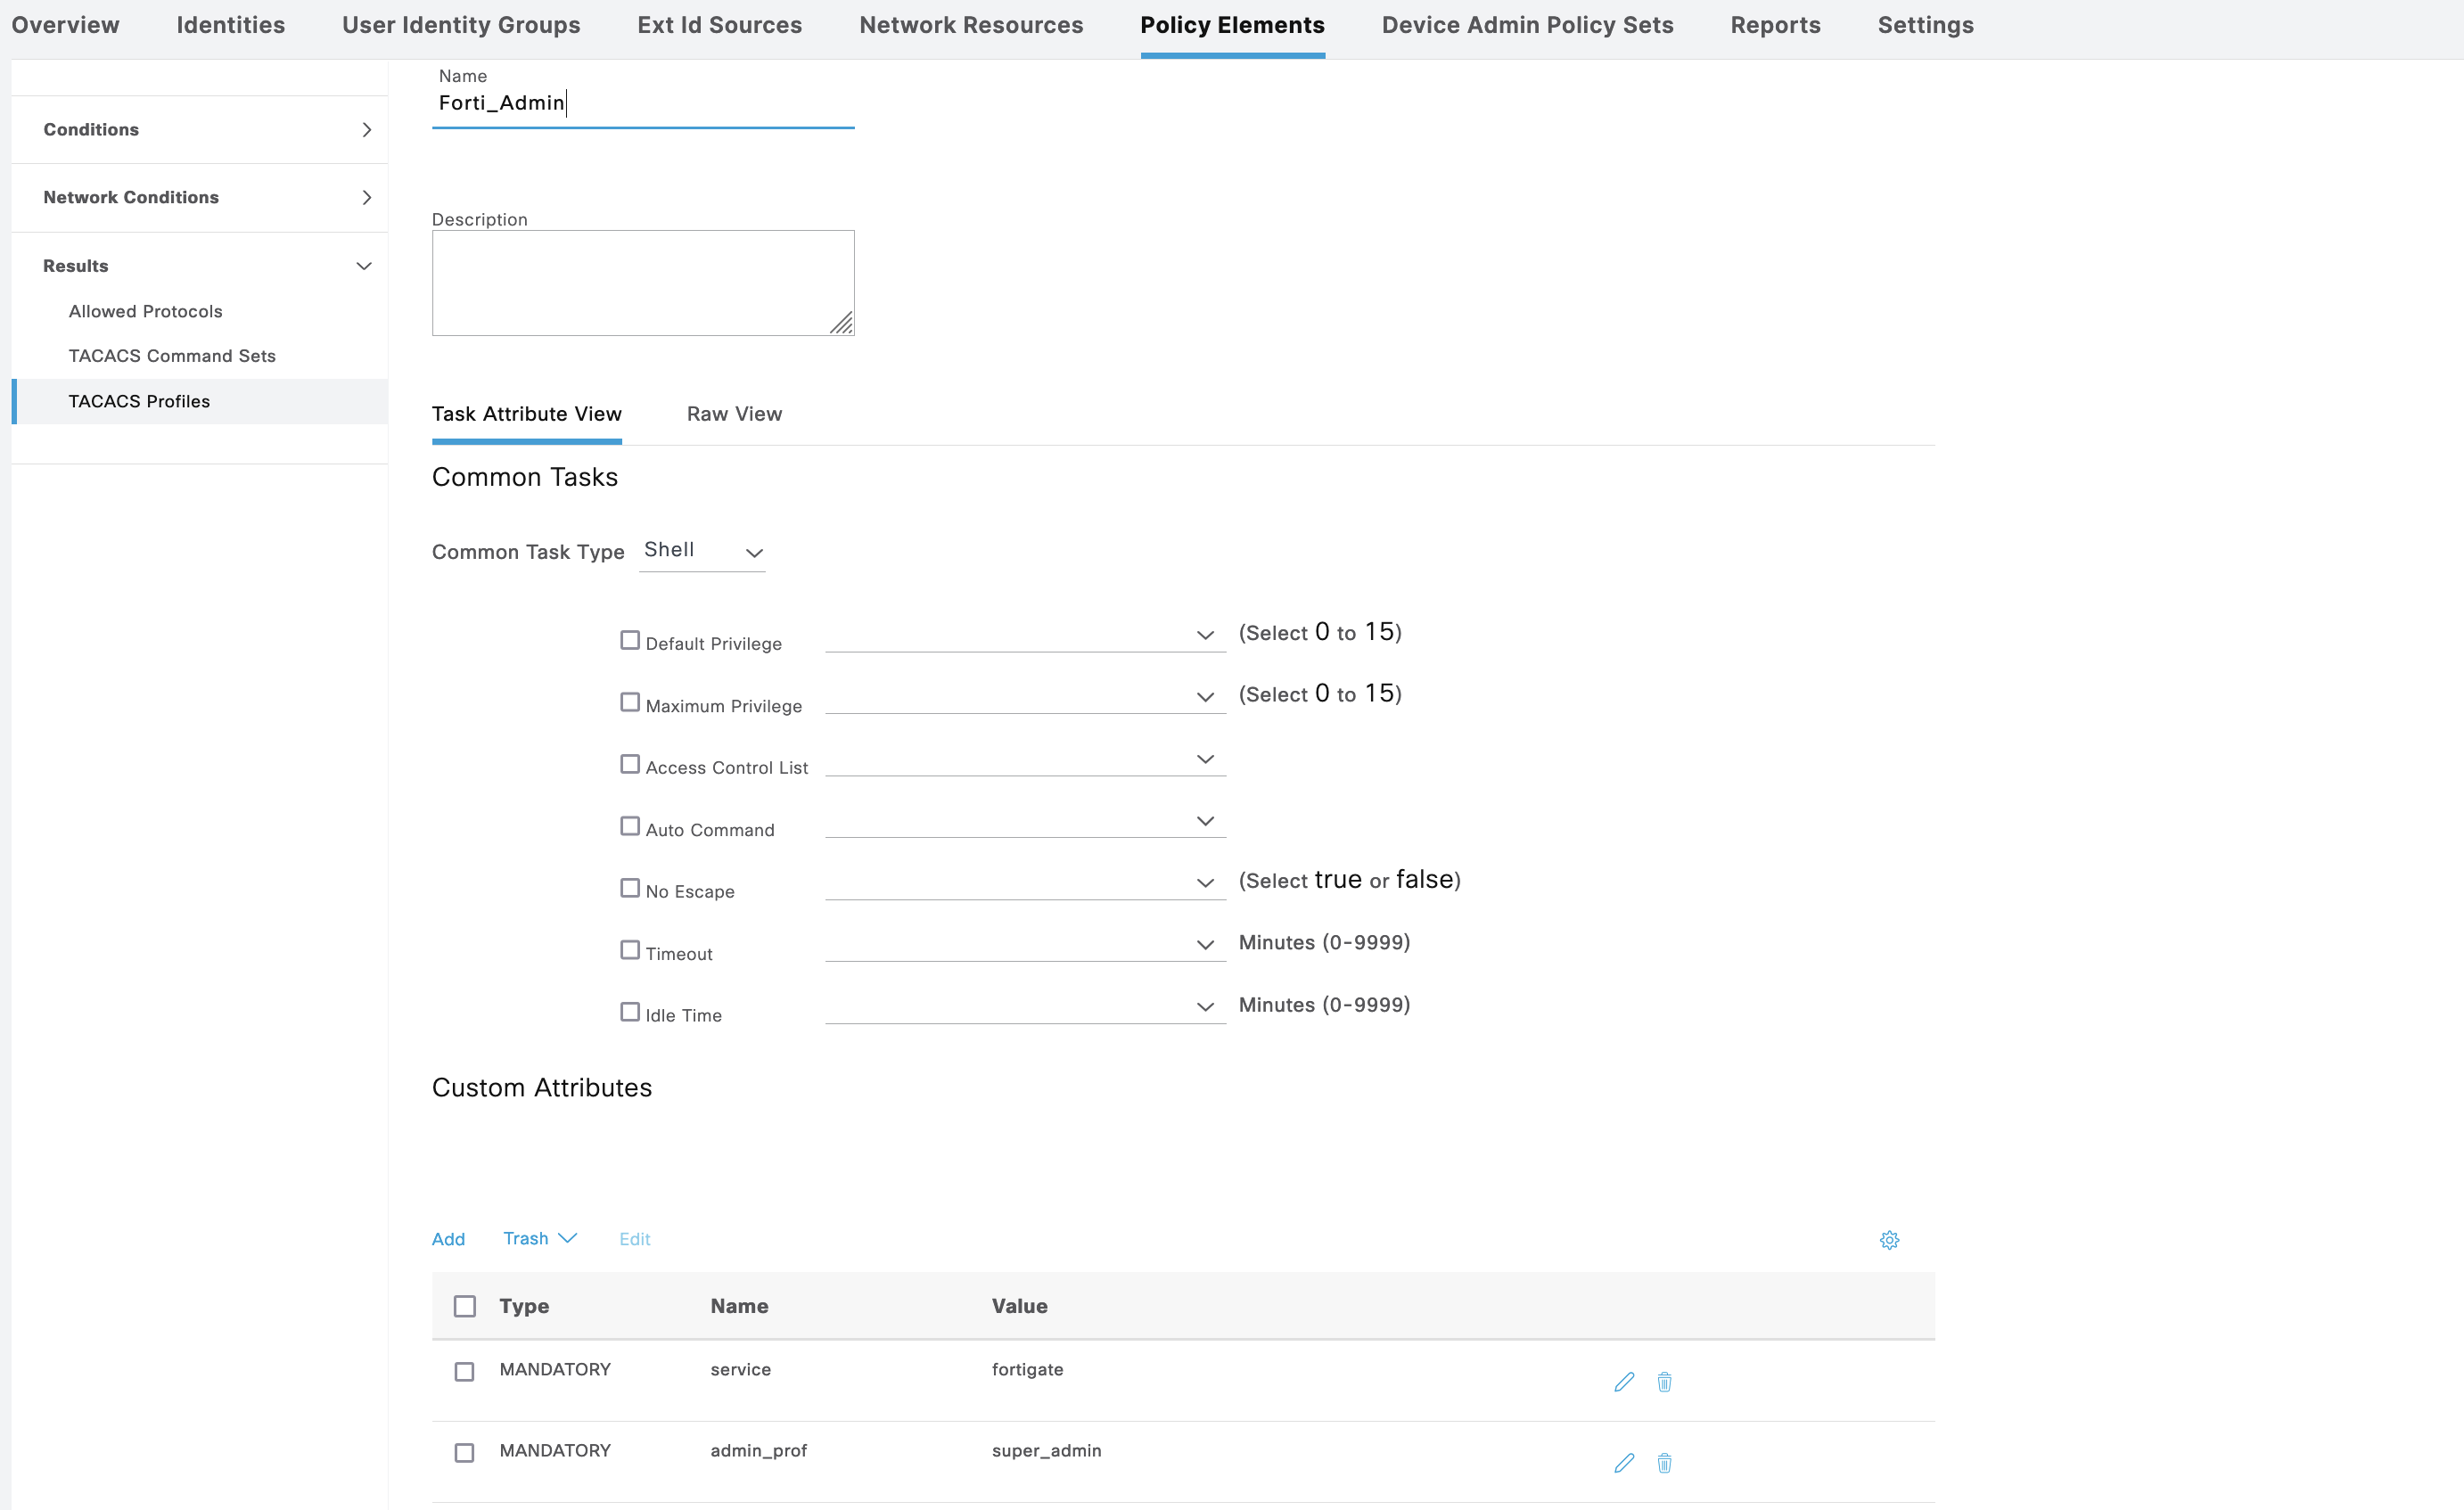 Overview Identities User Identity Groups Ext Id Sources Network Resources Policy Elements Device Admin Policy Sets Reports Settings
Conditions
Network Conditions
Results
Allowed Protocols
TACACS Command Sets
TACACS Profiles
Name
Forti_Admin
Description
Task Attribute View Raw View
Common Tasks
Common Task Type Shell
Default Privilege (Select 0 to 15)
Maximum Privilege (Select 0 to 15)
Access Control List
Auto Command
No Escape (Select true or false)
Timeout Minutes (0-9999)
Idle Time Minutes (0-9999)
Custom Attributes
Add Trash Edit
Type Name Value
MANDATORY service fortigate
MANDATORY admin_prof super_admin